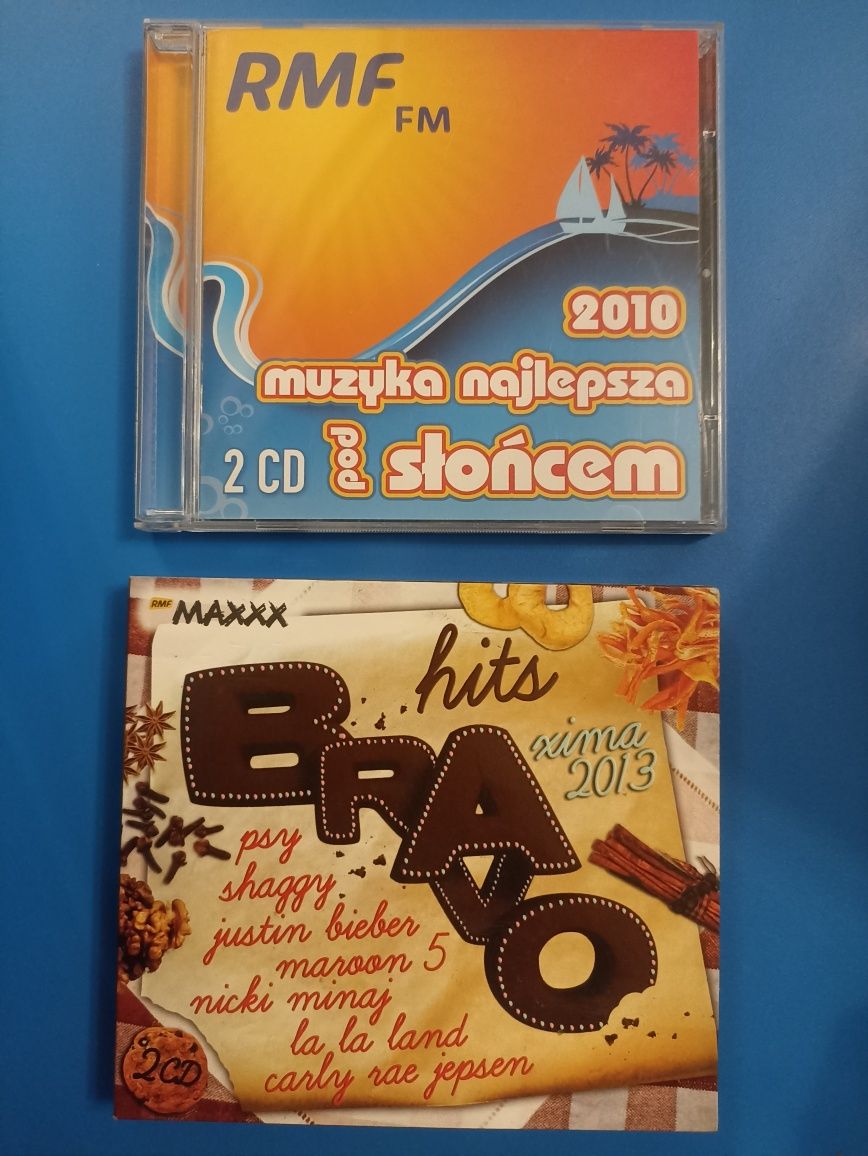 RMF
FM
2010
muzyka najlepsza
2 CD pod słońcem
RMF MAXXX
hits
BRAVO
zima
2013
psy
shaggy
justin bieber
maroon 5
nicki minaj
la la land
carly rae jepsen
2CD